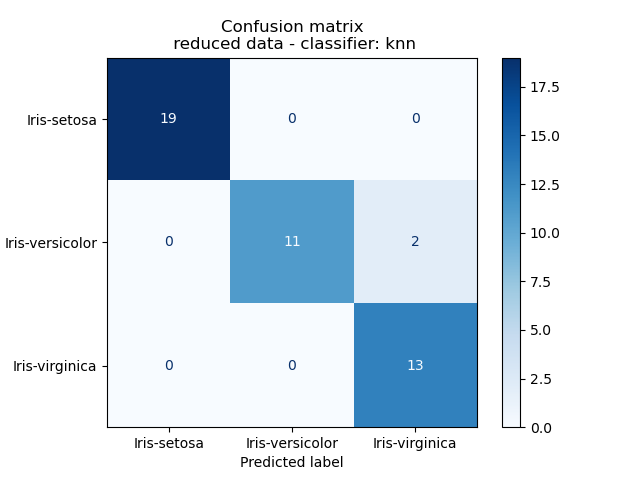 Confusion matrix
reduced data - classifier: knn
Iris-setosa
19 0 0
Iris-versicolor
0 11 2
Iris-virginica
0 0 13
Iris-setosa Iris-versicolor Iris-virginica
Predicted label
17.5
15.0
12.5
10.0
7.5
5.0
2.5
0.0